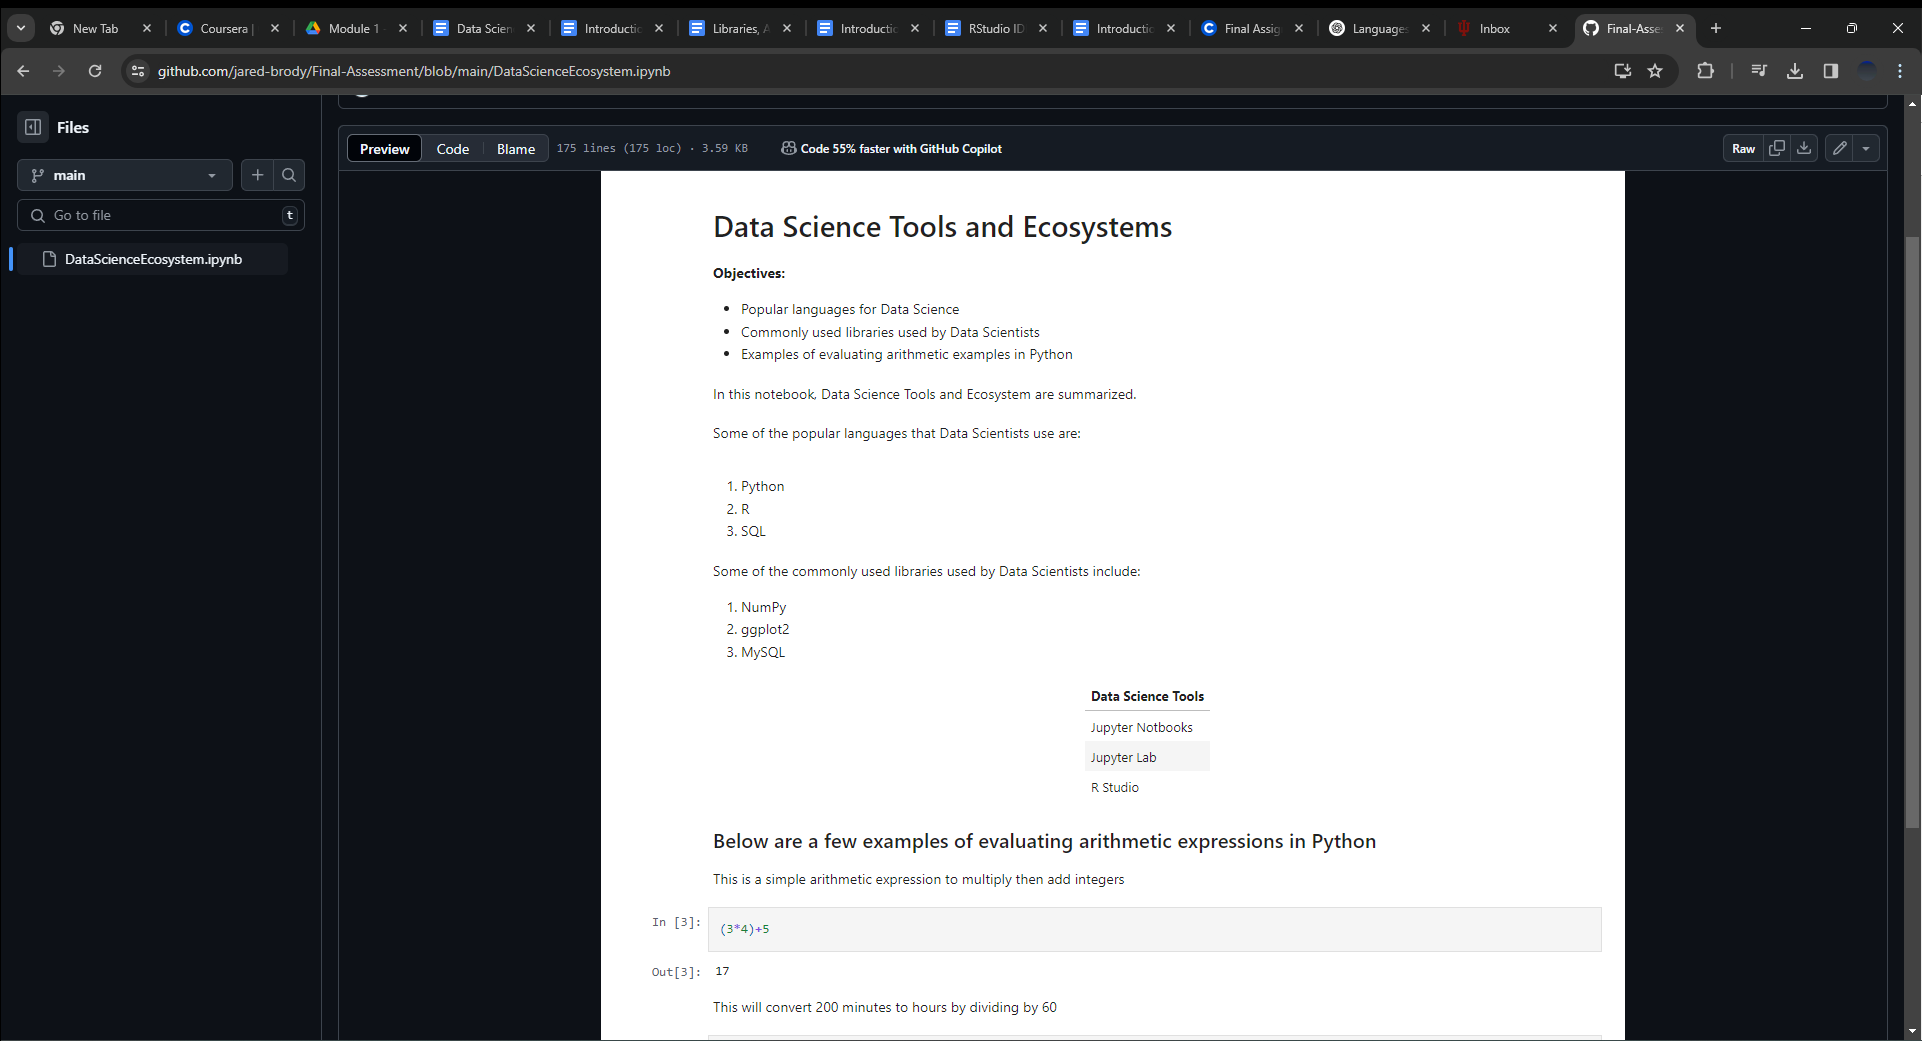 New Tab
Coursera |
Module 1 -
Data Scien
Introductio
Libraries, A
Introductio
RStudio ID
Introductio
Final Assig
Languages
Inbox
Final-Asse
github.com/jared-brody/Final-Assessment/blob/main/DataScienceEcosystem.ipynb
Files
main
Go to file
t
DataScienceEcosystem.ipynb
Preview Code Blame 175 lines (175 loc) · 3.59 KB Code 55% faster with GitHub Copilot Raw
Data Science Tools and Ecosystems
Objectives:
• Popular languages for Data Science
• Commonly used libraries used by Data Scientists
• Examples of evaluating arithmetic examples in Python
In this notebook, Data Science Tools and Ecosystem are summarized.
Some of the popular languages that Data Scientists use are:
1. Python
2. R
3. SQL
Some of the commonly used libraries used by Data Scientists include:
1. NumPy
2. ggplot2
3. MySQL
Data Science Tools
Jupyter Notbooks
Jupyter Lab
R Studio
Below are a few examples of evaluating arithmetic expressions in Python
This is a simple arithmetic expression to multiply then add integers
In [3]: (3*4)+5
Out[3]: 17
This will convert 200 minutes to hours by dividing by 60